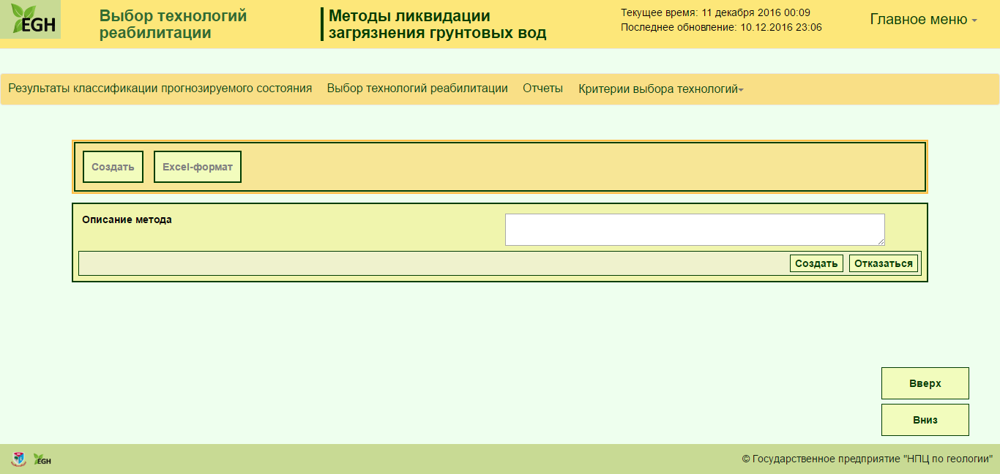 EGH
Выбор технологий
реабилитации
Методы ликвидации
загрязнения грунтовых вод
Текущее время: 11 декабря 2016 00:09
Последнее обновление: 10.12.2016 23:06
Главное меню
Результаты классификации прогнозируемого состояния Выбор технологий реабилитации Отчеты Критерии выбора технологий
Создать Excel-формат
Описание метода
Создать Отказаться
Вверх
Вниз
EGH
© Государственное предприятие "НПЦ по геологии"